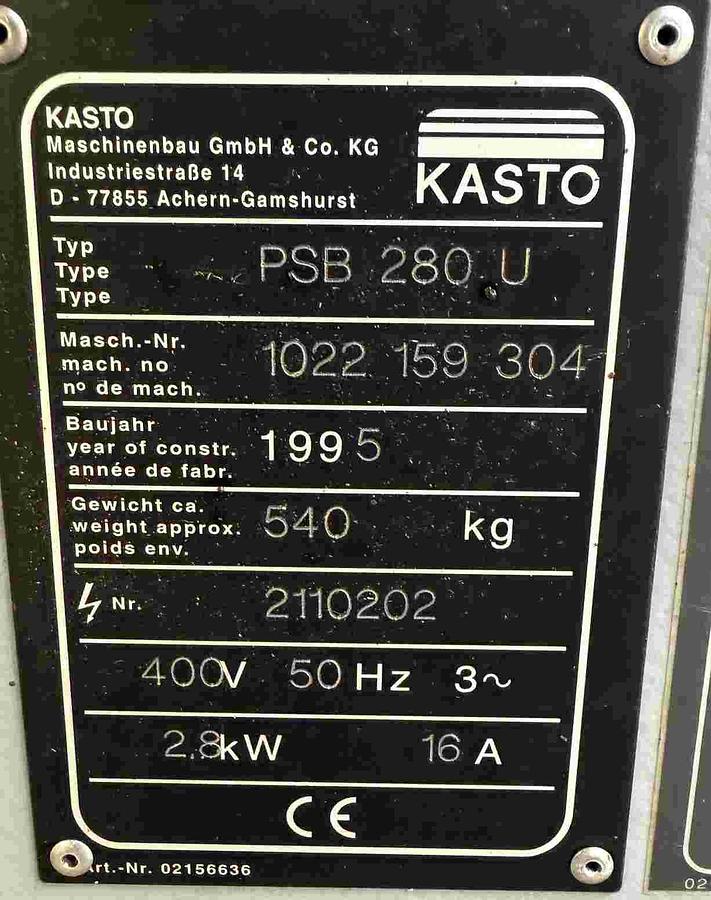 KASTO
Maschinenbau GmbH & Co. KG
Industriestraße 14
D - 77855 Achern-Gamshurst
KASTO
Typ
Type
Type
PSB 280 U
Masch.-Nr.
mach. no
nº de mach.
1022 159 304
Baujahr
year of constr.
année de fabr.
1995
Gewicht ca.
weight approx.
poids env.
540 kg
Nr. 2110202
400V 50 Hz 3~
2.8kW 16 A
CE
Art.-Nr. 02156636
02